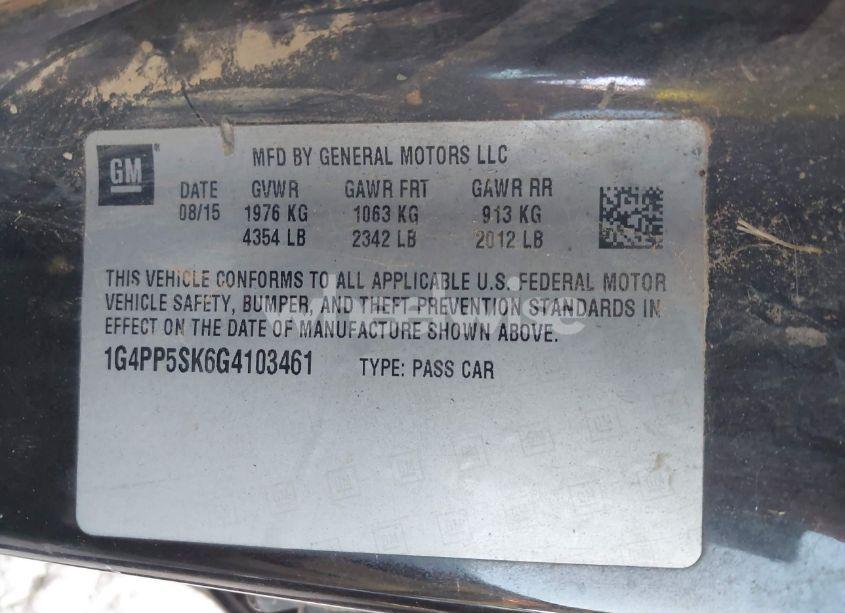 GM
MFD BY GENERAL MOTORS LLC
DATE GVWR GAWR FRT GAWR RR
08/15 1976 KG 1063 KG 913 KG
4354 LB 2342 LB 2012 LB
THIS VEHICLE CONFORMS TO ALL APPLICABLE U.S. FEDERAL MOTOR
VEHICLE SAFETY, BUMPER, AND THEFT PREVENTION STANDARDS IN
EFFECT ON THE DATE OF MANUFACTURE SHOWN ABOVE.
1G4PP5SK6G4103461 TYPE: PASS CAR